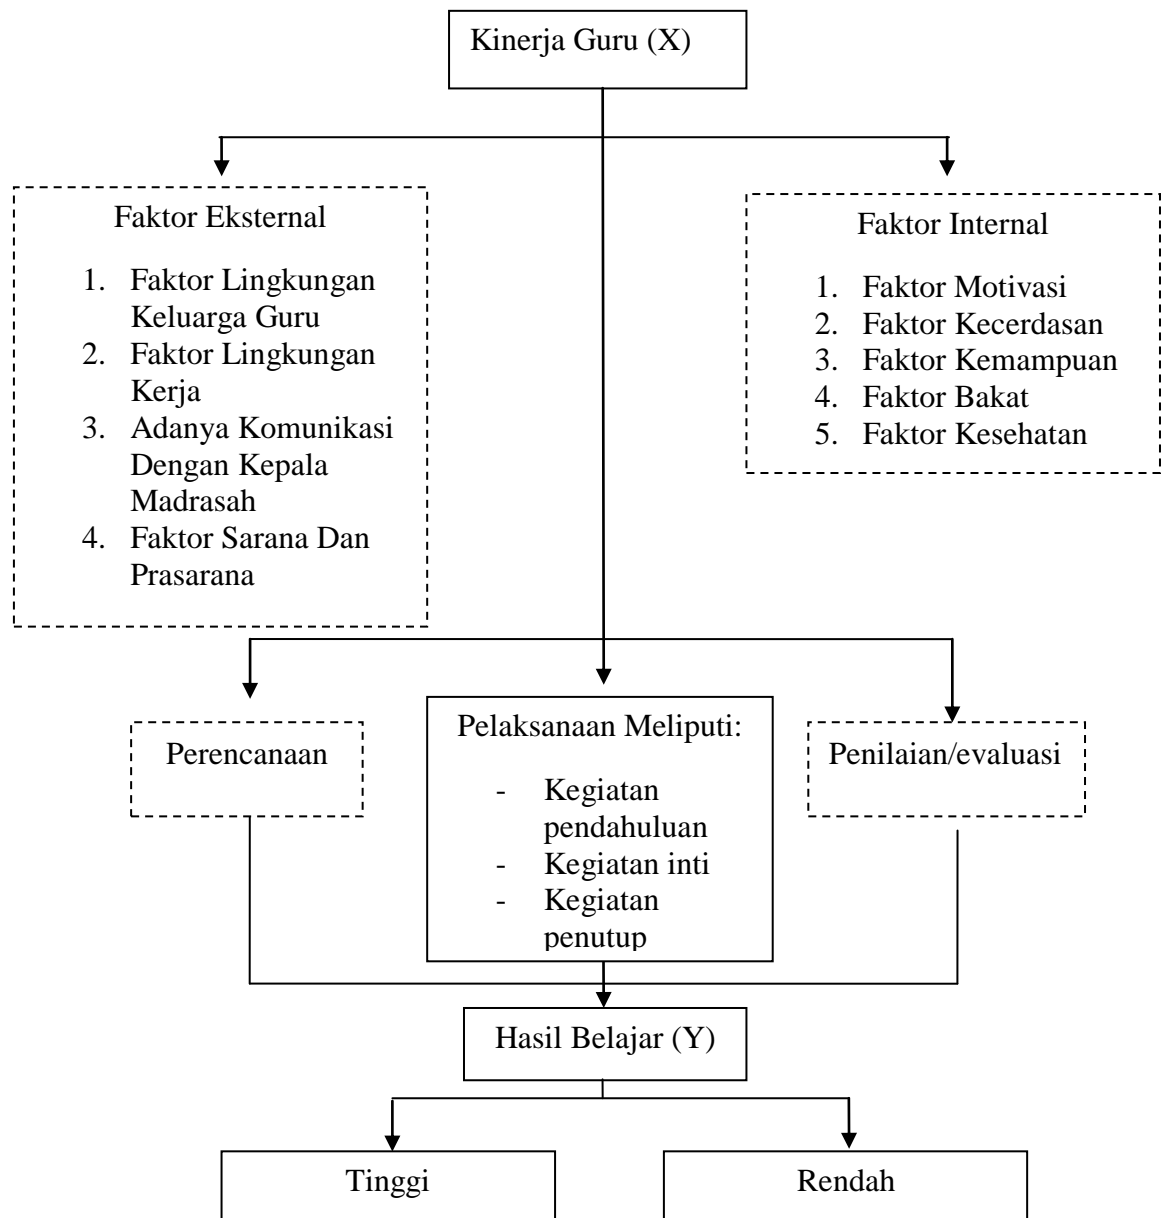 Kinerja Guru (X)
Faktor Eksternal
1. Faktor Lingkungan
Keluarga Guru
2. Faktor Lingkungan
Kerja
3. Adanya Komunikasi
Dengan Kepala
Madrasah
4. Faktor Sarana Dan
Prasarana
Faktor Internal
1. Faktor Motivasi
2. Faktor Kecerdasan
3. Faktor Kemampuan
4. Faktor Bakat
5. Faktor Kesehatan
Perencanaan
Pelaksanaan Meliputi:
- Kegiatan
pendahuluan
- Kegiatan inti
- Kegiatan
penutup
Penilaian/evaluasi
Hasil Belajar (Y)
Tinggi
Rendah